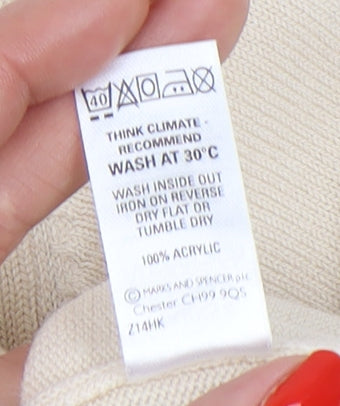 40
THINK CLIMATE -
RECOMMEND
WASH AT 30°C
WASH INSIDE OUT
IRON ON REVERSE
DRY FLAT OR
TUMBLE DRY
100% ACRYLIC
© MARKS AND SPENCER p.l.c.
Chester CH99 9QS
Z14HK